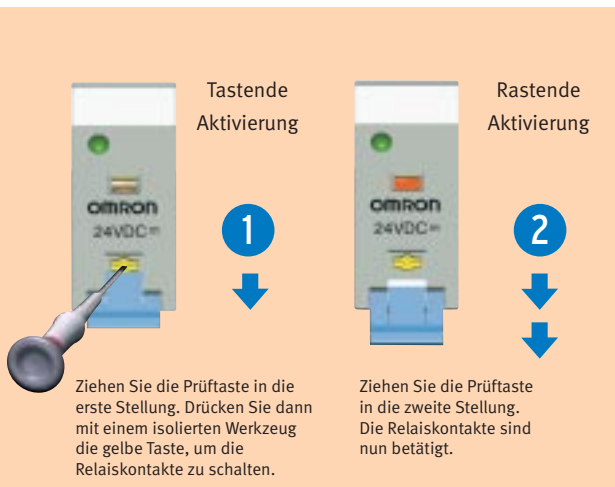 Tastende
Aktivierung
OMRON
24VDC⎓
1
Ziehen Sie die Prüftaste in die
erste Stellung. Drücken Sie dann
mit einem isolierten Werkzeug
die gelbe Taste, um die
Relaiskontakte zu schalten.
Rastende
Aktivierung
OMRON
24VDC⎓
2
Ziehen Sie die Prüftaste
in die zweite Stellung.
Die Relaiskontakte sind
nun betätigt.